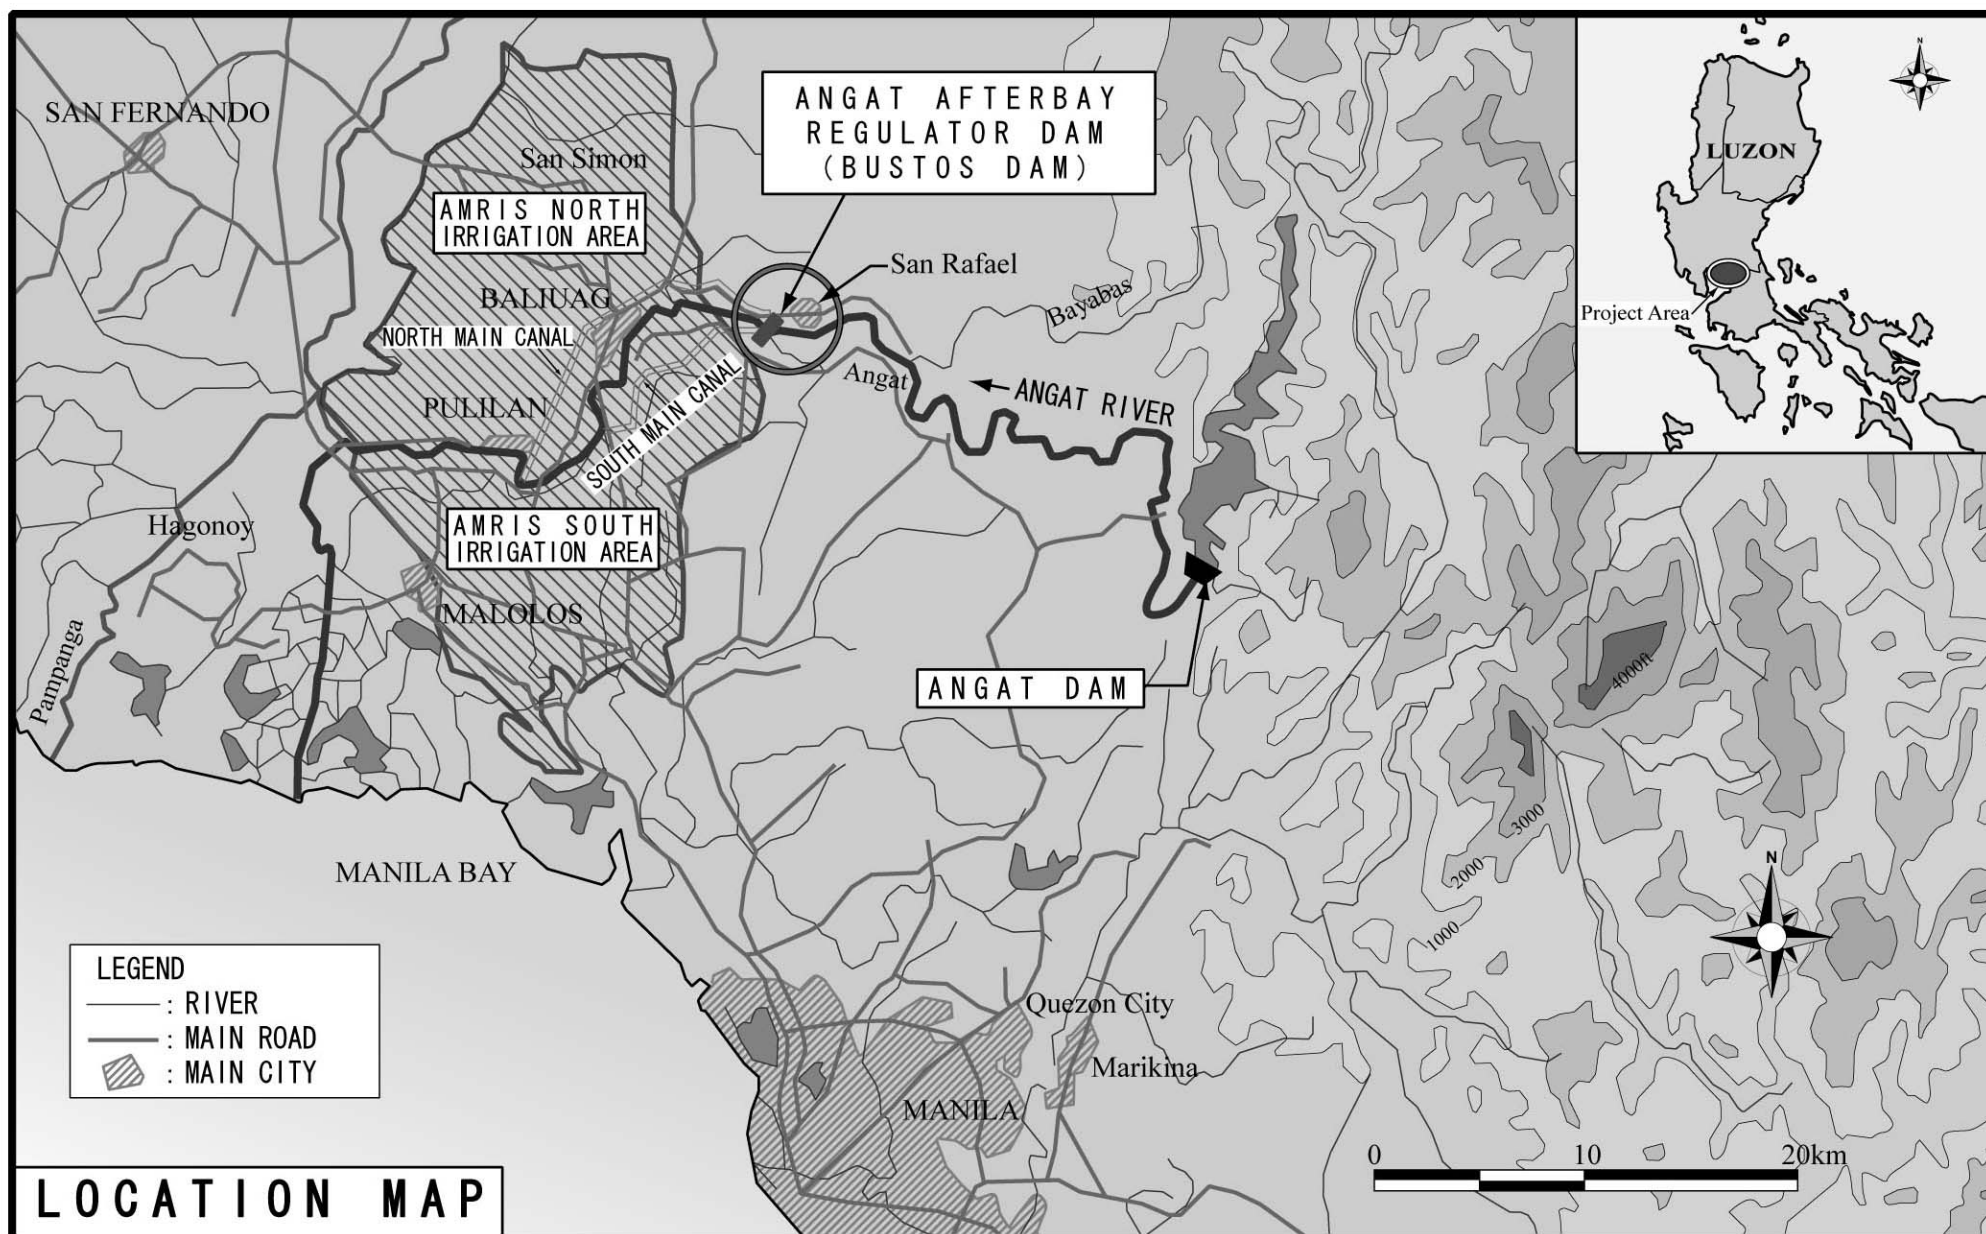 SAN FERNANDO
San Simon
ANGAT AFTERBAY
REGULATOR DAM
(BUSTOS DAM)
N
LUZON
Project Area
AMRIS NORTH
IRRIGATION AREA
San Rafael
BALIUAG
Bayabas
NORTH MAIN CANAL
Angat
ANGAT RIVER
PULILAN
SOUTH MAIN CANAL
Hagonoy
AMRIS SOUTH
IRRIGATION AREA
MALOLOS
Pampanga
ANGAT DAM
4000ft
3000
2000
1000
N
MANILA BAY
LEGEND
: RIVER
: MAIN ROAD
: MAIN CITY
Quezon City
Marikina
MANILA
0 10 20km
LOCATION MAP